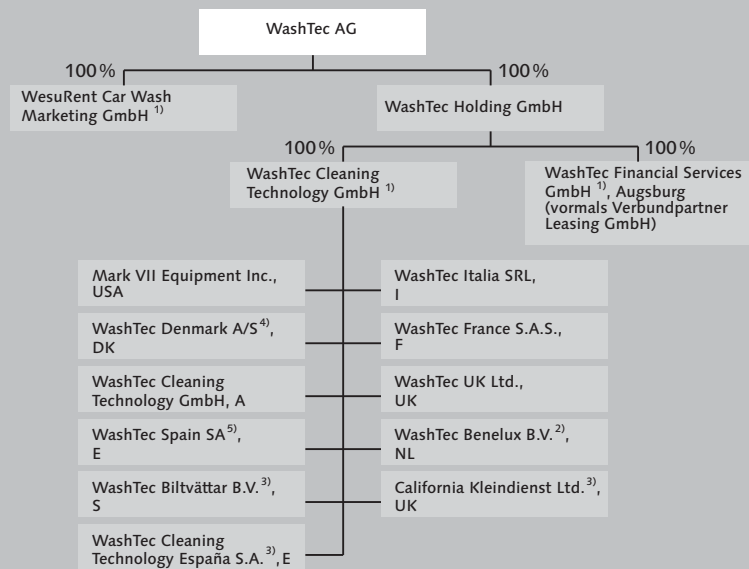 WashTec AG
100%
100%
WesuRent Car Wash
Marketing GmbH 1)
WashTec Holding GmbH
100%
100%
WashTec Cleaning
Technology GmbH 1)
WashTec Financial Services
GmbH 1), Augsburg
(vormals Verbundpartner
Leasing GmbH)
Mark VII Equipment Inc.,
USA
WashTec Italia SRL,
I
WashTec Denmark A/S4),
DK
WashTec France S.A.S.,
F
WashTec Cleaning
Technology GmbH, A
WashTec UK Ltd.,
UK
WashTec Spain SA5),
E
WashTec Benelux B.V.2),
NL
WashTec Biltvättar B.V.3),
S
California Kleindienst Ltd.3),
UK
WashTec Cleaning
Technology España S.A.3), E